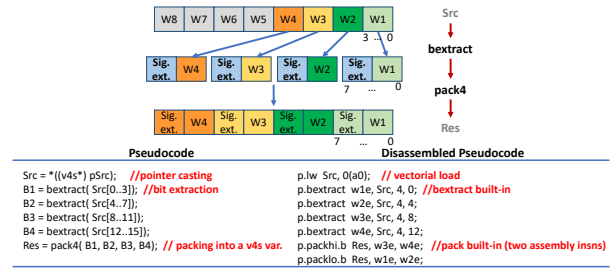 W8 W7 W6 W5 W4 W3 W2 W1
3 ... 0
Src
bextract
pack4
Res
Sig. ext. W4 Sig. ext. W3 Sig. ext. W2 Sig. ext. W1
7 ... 0
Sig. ext. W4 Sig. ext. W3 Sig. ext. W2 Sig. ext. W1
7 ... 0
Pseudocode
Src = *((v4s*) pSrc); //pointer casting
B1 = bextract( Src[0..3]); //bit extraction
B2 = bextract( Src[4..7]);
B3 = bextract( Src[8..11]);
B4 = bextract( Src[12..15]);
Res = pack4( B1, B2, B3, B4); // packing into a v4s var.
Disassembled Pseudocode
p.lw Src, 0(a0); // vectorial load
p.bextract w1e, Src, 4, 0; //bextract built-in
p.bextract w2e, Src, 4, 4;
p.bextract w3e, Src, 4, 8;
p.bextract w4e, Src, 4, 12;
p.packhi.b Res, w3e, w4e; //pack built-in (two assembly insns)
p.packlo.b Res, w1e, w2e;